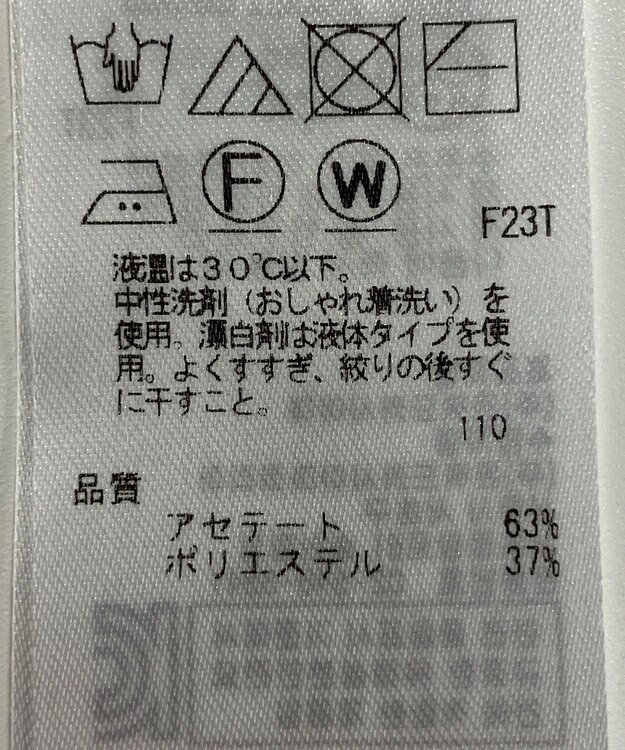 F W
F23T
液温は30℃以下。
中性洗剤(おしゃれ着洗い)を
使用。漂白剤は液体タイプを使
用。よくすすぎ、絞りの後すぐ
に干すこと。
110
品質
アセテート 63%
ポリエステル 37%